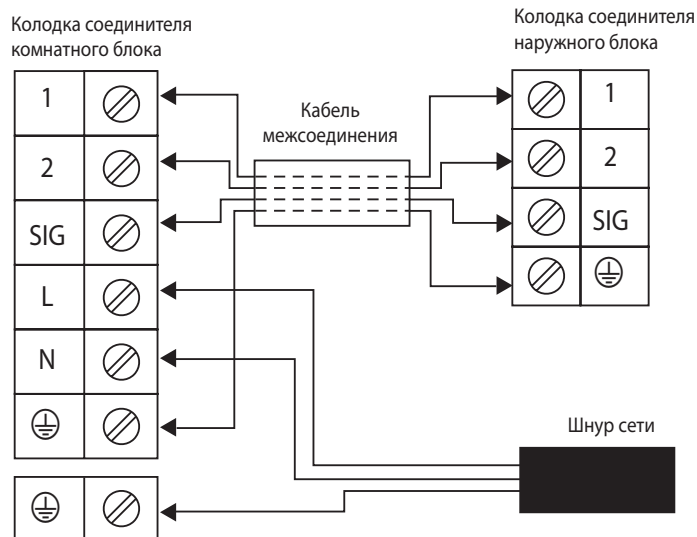 Колодка соединителя
комнатного блока
Колодка соединителя
наружного блока
Кабель
межсоединения
1
2
SIG
L
N
1
2
SIG
Шнур сети